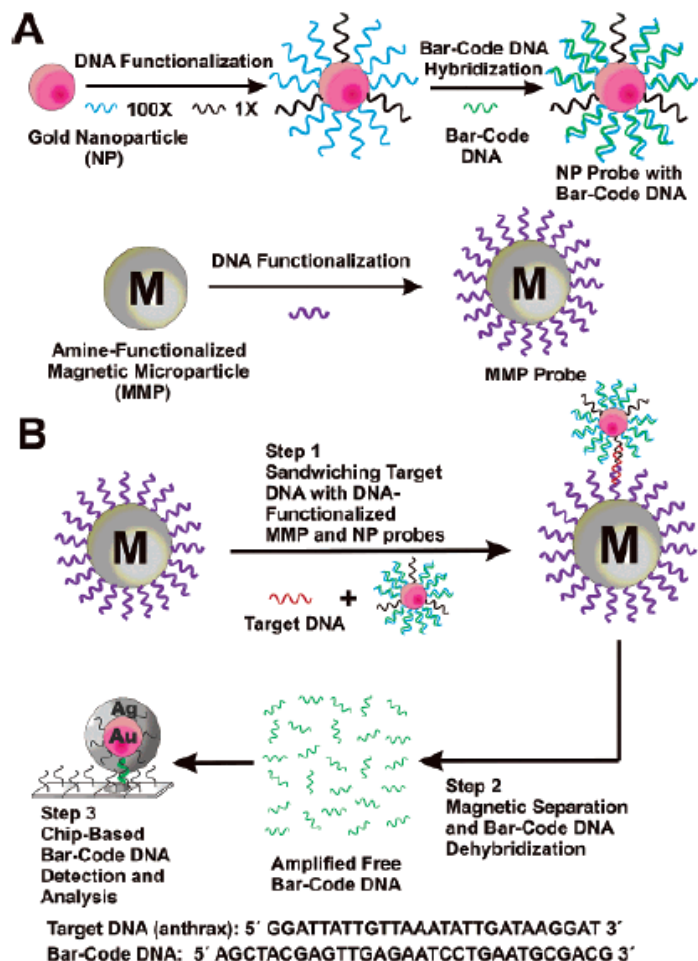 A
DNA Functionalization
100X 1X
Gold Nanoparticle
(NP)
Bar-Code DNA
Hybridization
Bar-Code
DNA
NP Probe with
Bar-Code DNA
M
DNA Functionalization
M
Amine-Functionalized
Magnetic Microparticle
(MMP)
MMP Probe
B
M
Step 1
Sandwiching Target
DNA with DNA-
Functionalized
MMP and NP probes
+
Target DNA
M
Ag
Au
Step 3
Chip-Based
Bar-Code DNA
Detection and
Analysis
Amplified Free
Bar-Code DNA
Step 2
Magnetic Separation
and Bar-Code DNA
Dehybridization
Target DNA (anthrax): 5´ GGATTATTGTTAAATATTGATAAGGAT 3´
Bar-Code DNA: 5´ AGCTACGAGTTGAGAATCCTGAATGCGACG 3´